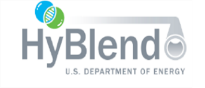 HyBlend
U.S. DEPARTMENT OF ENERGY